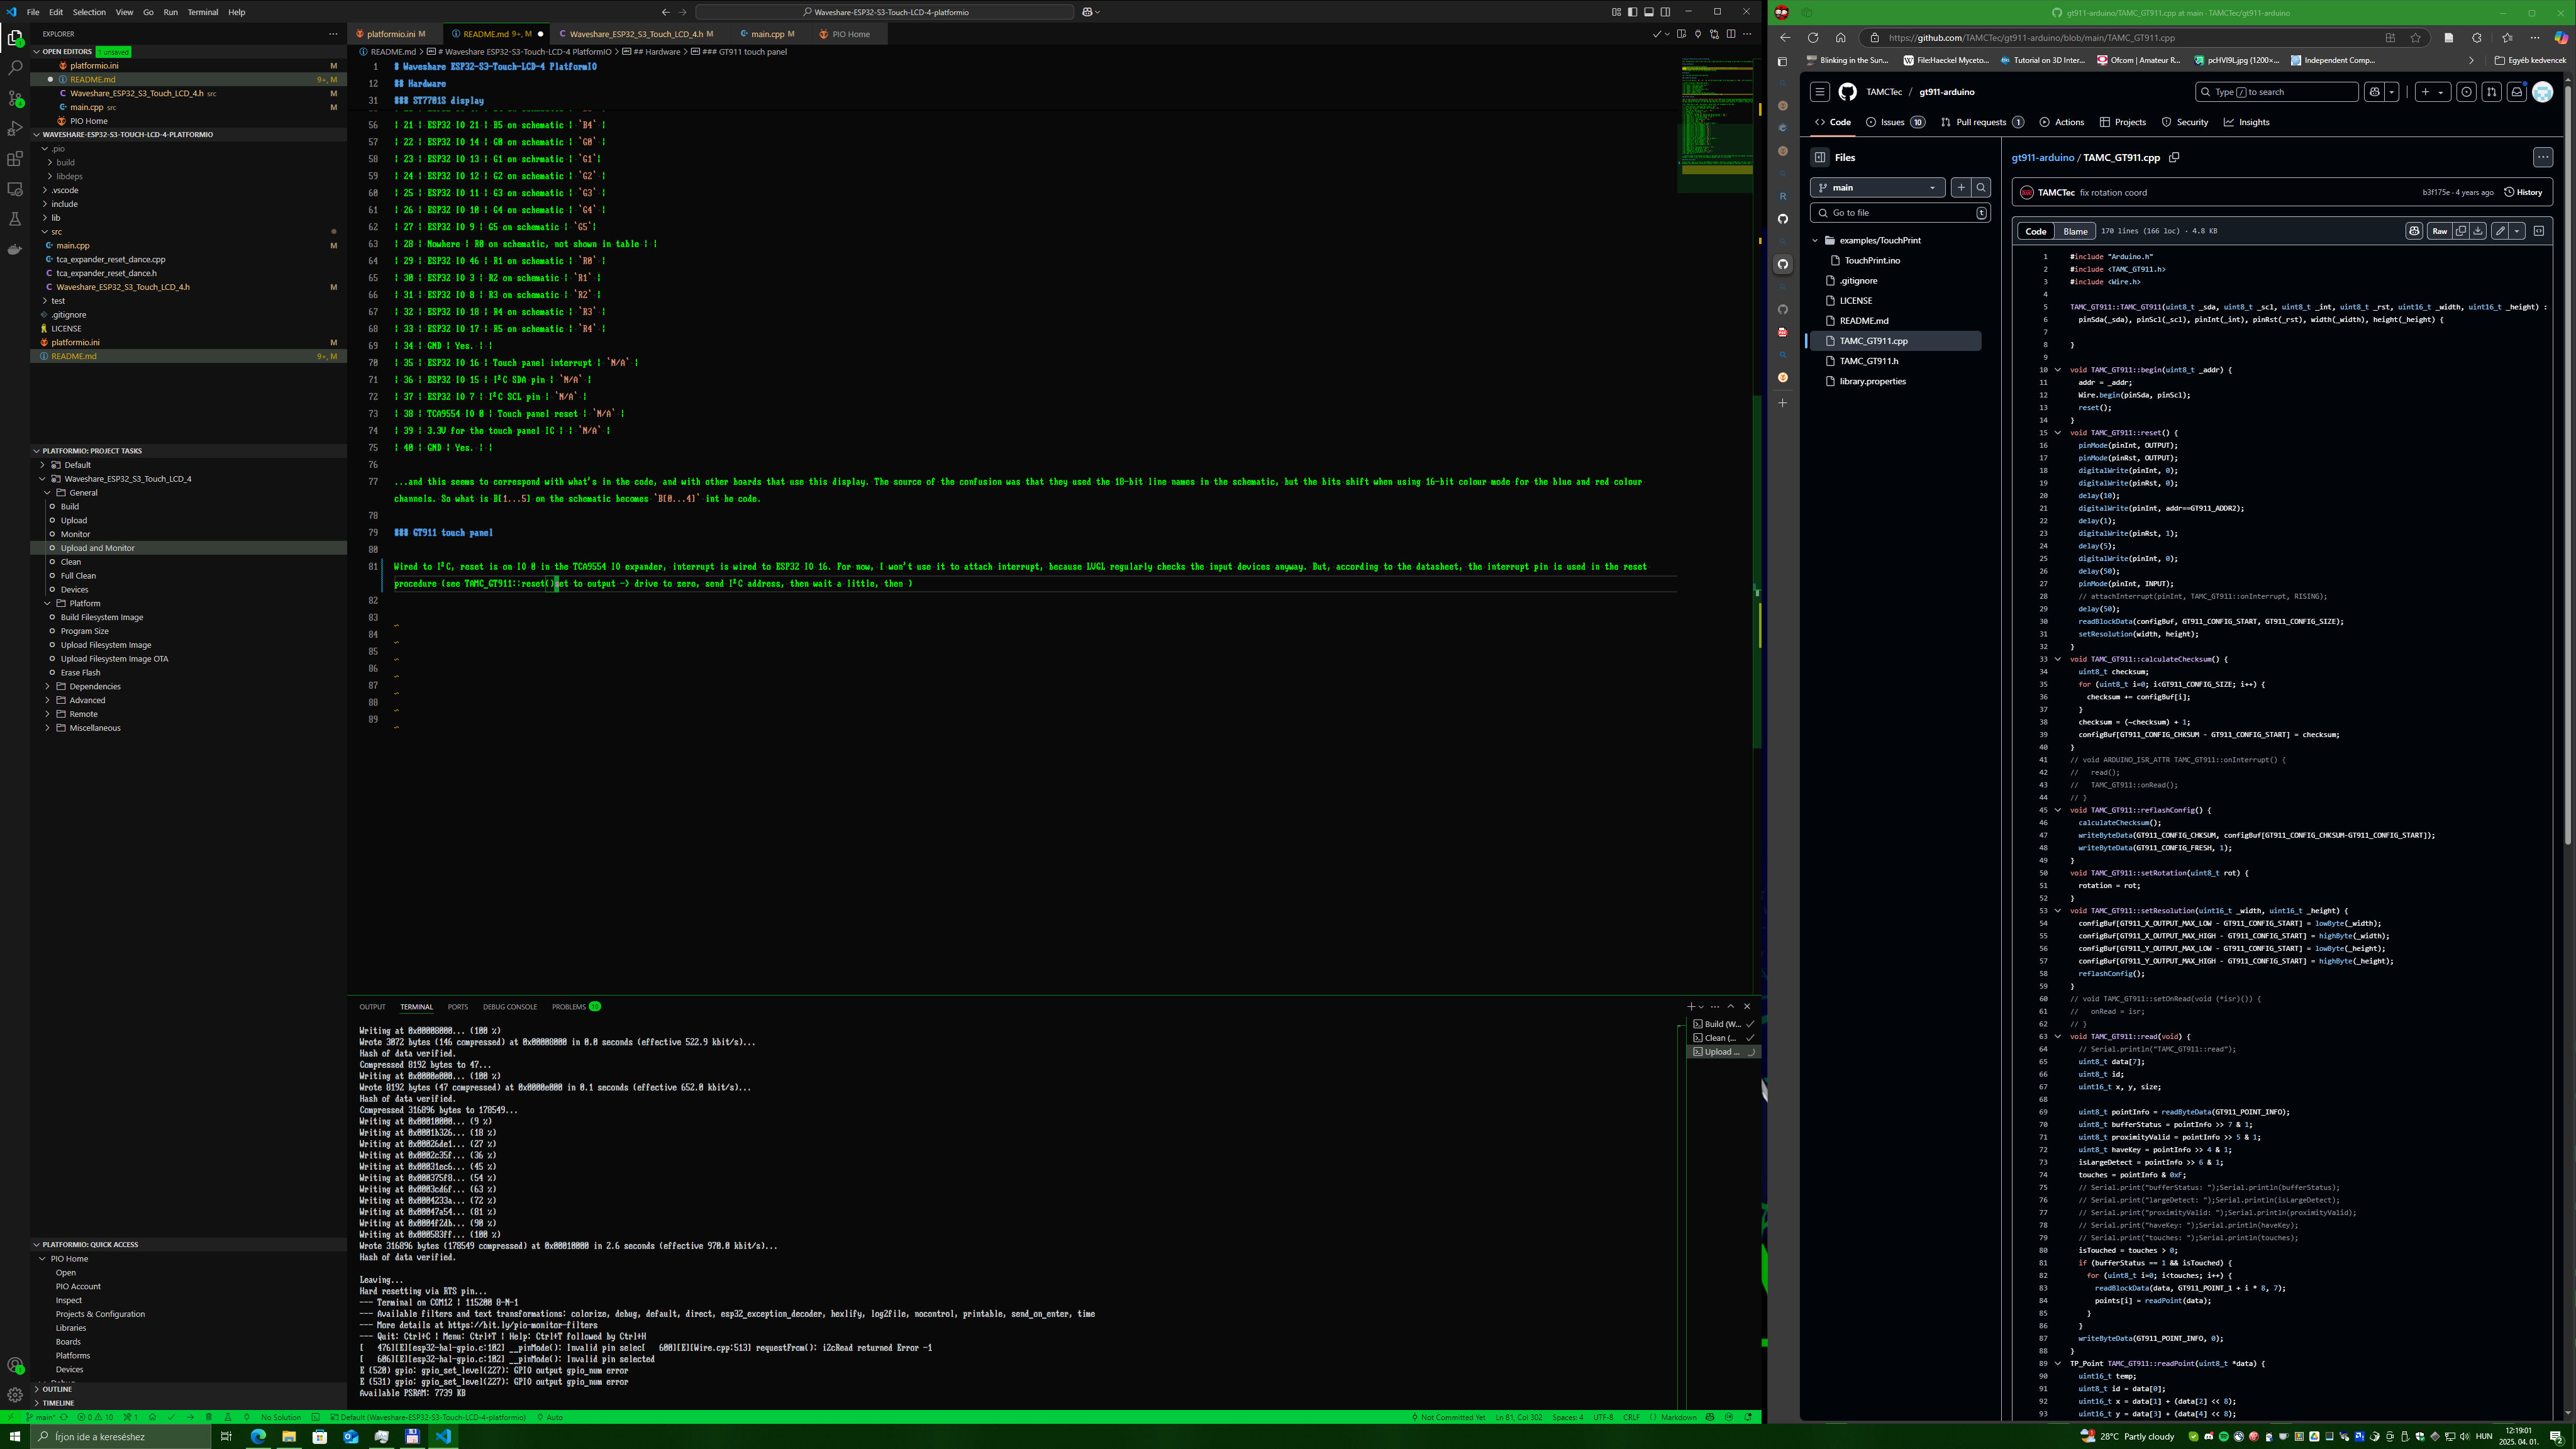 File Edit Selection View Go Run Terminal Help
Waveshare-ESP32-S3-Touch-LCD-4-platformio
EXPLORER
OPEN EDITORS 1 unsaved
platformio.ini M
README.md 9+, M
Waveshare_ESP32_S3_Touch_LCD_4.h src M
main.cpp src M
PIO Home
WAVESHARE-ESP32-S3-TOUCH-LCD-4-PLATFORMIO
.pio
build
libdeps
.vscode
include
lib
src
main.cpp M
tca_expander_reset_dance.cpp
tca_expander_reset_dance.h
Waveshare_ESP32_S3_Touch_LCD_4.h M
test
.gitignore
LICENSE
platformio.ini M
README.md 9+, M
PLATFORMIO: PROJECT TASKS
Default
Waveshare_ESP32_S3_Touch_LCD_4
General
Build
Upload
Monitor
Upload and Monitor
Clean
Full Clean
Devices
Platform
Build Filesystem Image
Program Size
Upload Filesystem Image
Upload Filesystem Image OTA
Erase Flash
Dependencies
Advanced
Remote
Miscellaneous
PLATFORMIO: QUICK ACCESS
PIO Home
Open
PIO Account
Inspect
Projects & Configuration
Libraries
Boards
Platforms
Devices
OUTLINE
TIMELINE
platformio.ini M README.md 9+, M Waveshare_ESP32_S3_Touch_LCD_4.h M main.cpp M PIO Home
README.md > # Waveshare ESP32-S3-Touch-LCD-4 PlatformIO > ## Hardware > ### GT911 touch panel
1 # Waveshare ESP32-S3-Touch-LCD-4 PlatformIO
12 ## Hardware
31 ### ST7701S display
56 | 21 | ESP32 IO 21 | B5 on schematic | `B4` |
57 | 22 | ESP32 IO 14 | G0 on schematic | `G0` |
58 | 23 | ESP32 IO 13 | G1 on schematic | `G1`|
59 | 24 | ESP32 IO 12 | G2 on schematic | `G2` |
60 | 25 | ESP32 IO 11 | G3 on schematic | `G3` |
61 | 26 | ESP32 IO 10 | G4 on schematic | `G4` |
62 | 27 | ESP32 IO 9 | G5 on schematic | `G5`|
63 | 28 | Nowhere | R0 on schematic, not shown in table | |
64 | 29 | ESP32 IO 46 | R1 on schematic | `R0` |
65 | 30 | ESP32 IO 3 | R2 on schematic | `R1` |
66 | 31 | ESP32 IO 8 | R3 on schematic | `R2` |
67 | 32 | ESP32 IO 18 | R4 on schematic | `R3` |
68 | 33 | ESP32 IO 17 | R5 on schematic | `R4` |
69 | 34 | GND | Yes. | |
70 | 35 | ESP32 IO 16 | Touch panel interrupt | `N/A` |
71 | 36 | ESP32 IO 15 | I²C SDA pin | `N/A` |
72 | 37 | ESP32 IO 7 | I²C SCL pin | `N/A` |
73 | 38 | TCA9554 IO 0 | Touch panel reset | `N/A` |
74 | 39 | 3.3V for the touch panel IC | | `N/A` |
75 | 40 | GND | Yes. | |
76
77 ...and this seems to correspond with what's in the code, and with other boards that use this display. The source of the confusion was that they used the 18-bit line names in the schematic, but the bits shift when using 16-bit colour mode for the blue and red colour
channels. So what is B[1...5] on the schematic becomes `B[0...4]` int he code.
78
79 ### GT911 touch panel
80
81 Wired to I²C, reset is on IO 0 in the TCA9554 IO expander, interrupt is wired to ESP32 IO 16. For now, I won't use it to attach interrupt, because LVGL regularly checks the input devices anyway. But, according to the datasheet, the interrupt pin is used in the reset
procedure (see TAMC_GT911::reset()set to output -> drive to zero, send I²C address, then wait a little, then )
82
83
84
85
86
87
88
89
OUTPUT TERMINAL PORTS DEBUG CONSOLE PROBLEMS 10
Build (W...
Clean (...
Upload ...
Writing at 0x00008000... (100 %)
Wrote 3072 bytes (146 compressed) at 0x00008000 in 0.0 seconds (effective 522.9 kbit/s)...
Hash of data verified.
Compressed 8192 bytes to 47...
Writing at 0x0000e000... (100 %)
Wrote 8192 bytes (47 compressed) at 0x0000e000 in 0.1 seconds (effective 652.0 kbit/s)...
Hash of data verified.
Compressed 316896 bytes to 178549...
Writing at 0x00010000... (9 %)
Writing at 0x0001b326... (18 %)
Writing at 0x00026de1... (27 %)
Writing at 0x0002c35f... (36 %)
Writing at 0x00031ec6... (45 %)
Writing at 0x000375f8... (54 %)
Writing at 0x0003cd6f... (63 %)
Writing at 0x0004233a... (72 %)
Writing at 0x00047a54... (81 %)
Writing at 0x0004f2db... (90 %)
Writing at 0x000583ff... (100 %)
Wrote 316896 bytes (178549 compressed) at 0x00010000 in 2.6 seconds (effective 970.0 kbit/s)...
Hash of data verified.
Leaving...
Hard resetting via RTS pin...
--- Terminal on COM12 | 115200 8-N-1
--- Available filters and text transformations: colorize, debug, default, direct, esp32_exception_decoder, hexlify, log2file, nocontrol, printable, send_on_enter, time
--- More details at https://bit.ly/pio-monitor-filters
--- Quit: Ctrl+C | Menu: Ctrl+T | Help: Ctrl+T followed by Ctrl+H
[ 476][E][esp32-hal-gpio.c:102] __pinMode(): Invalid pin selec[ 600][E][Wire.cpp:513] requestFrom(): i2cRead returned Error -1
[ 606][E][esp32-hal-gpio.c:102] __pinMode(): Invalid pin selected
E (520) gpio: gpio_set_level(227): GPIO output gpio_num error
E (531) gpio: gpio_set_level(227): GPIO output gpio_num error
Available PSRAM: 7739 KB
main* 0 10 1 No Solution Default (Waveshare-ESP32-S3-Touch-LCD-4-platformio) Auto
Not Committed Yet Ln 81, Col 302 Spaces: 4 UTF-8 CRLF Markdown
gt911-arduino/TAMC_GT911.cpp at main · TAMCTec/gt911-arduino
https://github.com/TAMCTec/gt911-arduino/blob/main/TAMC_GT911.cpp
Blinking in the Sun... FileHaeckel Myceto... Tutorial on 3D Inter... Ofcom | Amateur R... pcHVI9L.jpg (1200×... Independent Comp... Egyéb kedvencek
TAMCTec / gt911-arduino
Type / to search
Code Issues 10 Pull requests 1 Actions Projects Security Insights
Files
main
Go to file t
examples/TouchPrint
TouchPrint.ino
.gitignore
LICENSE
README.md
TAMC_GT911.cpp
TAMC_GT911.h
library.properties
gt911-arduino / TAMC_GT911.cpp
TAMCTec fix rotation coord b3f175e · 4 years ago History
Code Blame 170 lines (166 loc) · 4.8 KB Raw
1 #include "Arduino.h"
2 #include <TAMC_GT911.h>
3 #include <Wire.h>
4
5 TAMC_GT911::TAMC_GT911(uint8_t _sda, uint8_t _scl, uint8_t _int, uint8_t _rst, uint16_t _width, uint16_t _height) :
6 pinSda(_sda), pinScl(_scl), pinInt(_int), pinRst(_rst), width(_width), height(_height) {
7
8 }
9
10 void TAMC_GT911::begin(uint8_t _addr) {
11 addr = _addr;
12 Wire.begin(pinSda, pinScl);
13 reset();
14 }
15 void TAMC_GT911::reset() {
16 pinMode(pinInt, OUTPUT);
17 pinMode(pinRst, OUTPUT);
18 digitalWrite(pinInt, 0);
19 digitalWrite(pinRst, 0);
20 delay(10);
21 digitalWrite(pinInt, addr==GT911_ADDR2);
22 delay(1);
23 digitalWrite(pinRst, 1);
24 delay(5);
25 digitalWrite(pinInt, 0);
26 delay(50);
27 pinMode(pinInt, INPUT);
28 // attachInterrupt(pinInt, TAMC_GT911::onInterrupt, RISING);
29 delay(50);
30 readBlockData(configBuf, GT911_CONFIG_START, GT911_CONFIG_SIZE);
31 setResolution(width, height);
32 }
33 void TAMC_GT911::calculateChecksum() {
34 uint8_t checksum;
35 for (uint8_t i=0; i<GT911_CONFIG_SIZE; i++) {
36 checksum += configBuf[i];
37 }
38 checksum = (~checksum) + 1;
39 configBuf[GT911_CONFIG_CHKSUM - GT911_CONFIG_START] = checksum;
40 }
41 // void ARDUINO_ISR_ATTR TAMC_GT911::onInterrupt() {
42 // read();
43 // TAMC_GT911::onRead();
44 // }
45 void TAMC_GT911::reflashConfig() {
46 calculateChecksum();
47 writeByteData(GT911_CONFIG_CHKSUM, configBuf[GT911_CONFIG_CHKSUM-GT911_CONFIG_START]);
48 writeByteData(GT911_CONFIG_FRESH, 1);
49 }
50 void TAMC_GT911::setRotation(uint8_t rot) {
51 rotation = rot;
52 }
53 void TAMC_GT911::setResolution(uint16_t _width, uint16_t _height) {
54 configBuf[GT911_X_OUTPUT_MAX_LOW - GT911_CONFIG_START] = lowByte(_width);
55 configBuf[GT911_X_OUTPUT_MAX_HIGH - GT911_CONFIG_START] = highByte(_width);
56 configBuf[GT911_Y_OUTPUT_MAX_LOW - GT911_CONFIG_START] = lowByte(_height);
57 configBuf[GT911_Y_OUTPUT_MAX_HIGH - GT911_CONFIG_START] = highByte(_height);
58 reflashConfig();
59 }
60 // void TAMC_GT911::setOnRead(void (*isr)()) {
61 // onRead = isr;
62 // }
63 void TAMC_GT911::read(void) {
64 // Serial.println("TAMC_GT911::read");
65 uint8_t data[7];
66 uint8_t id;
67 uint16_t x, y, size;
68
69 uint8_t pointInfo = readByteData(GT911_POINT_INFO);
70 uint8_t bufferStatus = pointInfo >> 7 & 1;
71 uint8_t proximityValid = pointInfo >> 5 & 1;
72 uint8_t haveKey = pointInfo >> 4 & 1;
73 isLargeDetect = pointInfo >> 6 & 1;
74 touches = pointInfo & 0xF;
75 // Serial.print("bufferStatus: ");Serial.println(bufferStatus);
76 // Serial.print("largeDetect: ");Serial.println(isLargeDetect);
77 // Serial.print("proximityValid: ");Serial.println(proximityValid);
78 // Serial.print("haveKey: ");Serial.println(haveKey);
79 // Serial.print("touches: ");Serial.println(touches);
80 isTouched = touches > 0;
81 if (bufferStatus == 1 && isTouched) {
82 for (uint8_t i=0; i<touches; i++) {
83 readBlockData(data, GT911_POINT_1 + i * 8, 7);
84 points[i] = readPoint(data);
85 }
86 }
87 writeByteData(GT911_POINT_INFO, 0);
88 }
89 TP_Point TAMC_GT911::readPoint(uint8_t *data) {
90 uint16_t temp;
91 uint8_t id = data[0];
92 uint16_t x = data[1] + (data[2] << 8);
93 uint16_t y = data[3] + (data[4] << 8);
Írjon ide a kereséshez
28°C Partly cloudy
HUN
12:19:01
2025. 04. 01.